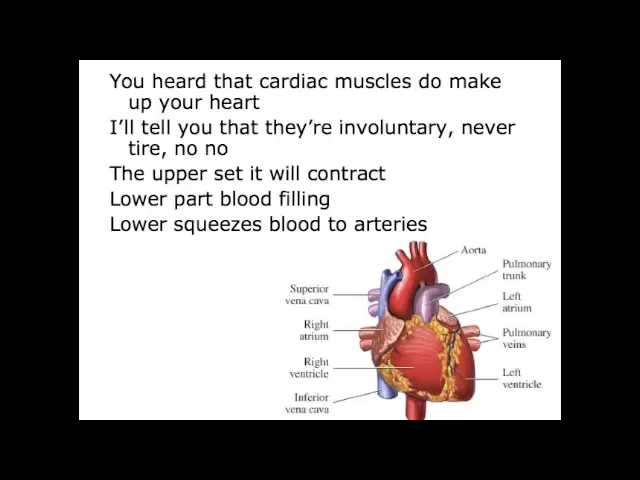 You heard that cardiac muscles do make
up your heart
I'll tell you that they're involuntary, never
tire, no no
The upper set it will contract
Lower part blood filling
Lower squeezes blood to arteries
Aorta
Pulmonary
trunk
Superior
vena cava
Left
atrium
Right
atrium
Pulmonary
veins
Right
ventricle
Left
ventricle
Inferior
vena cava